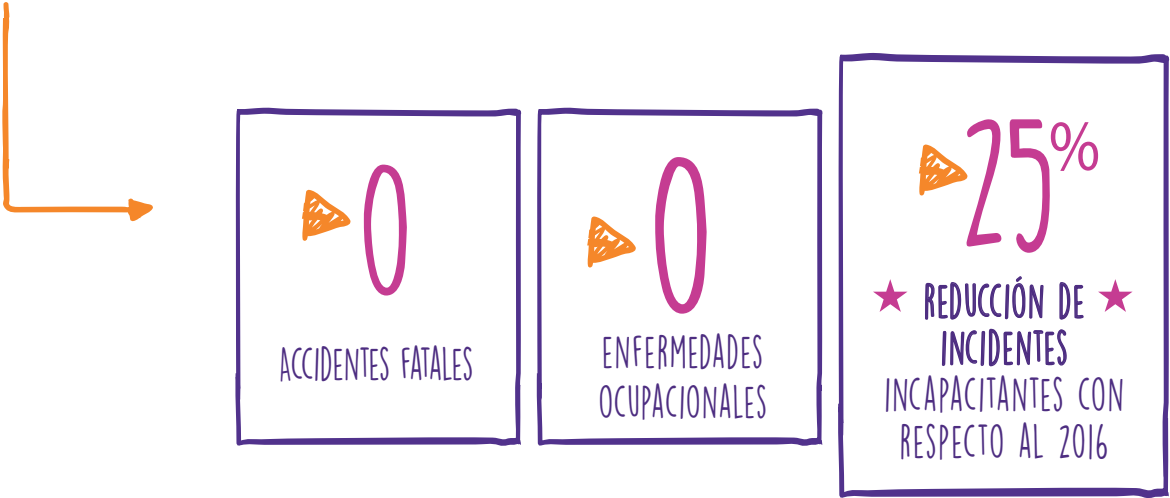 0
ACCIDENTES FATALES
0
ENFERMEDADES
OCUPACIONALES
25%
REDUCCIÓN DE
INCIDENTES
INCAPACITANTES CON
RESPECTO AL 2016